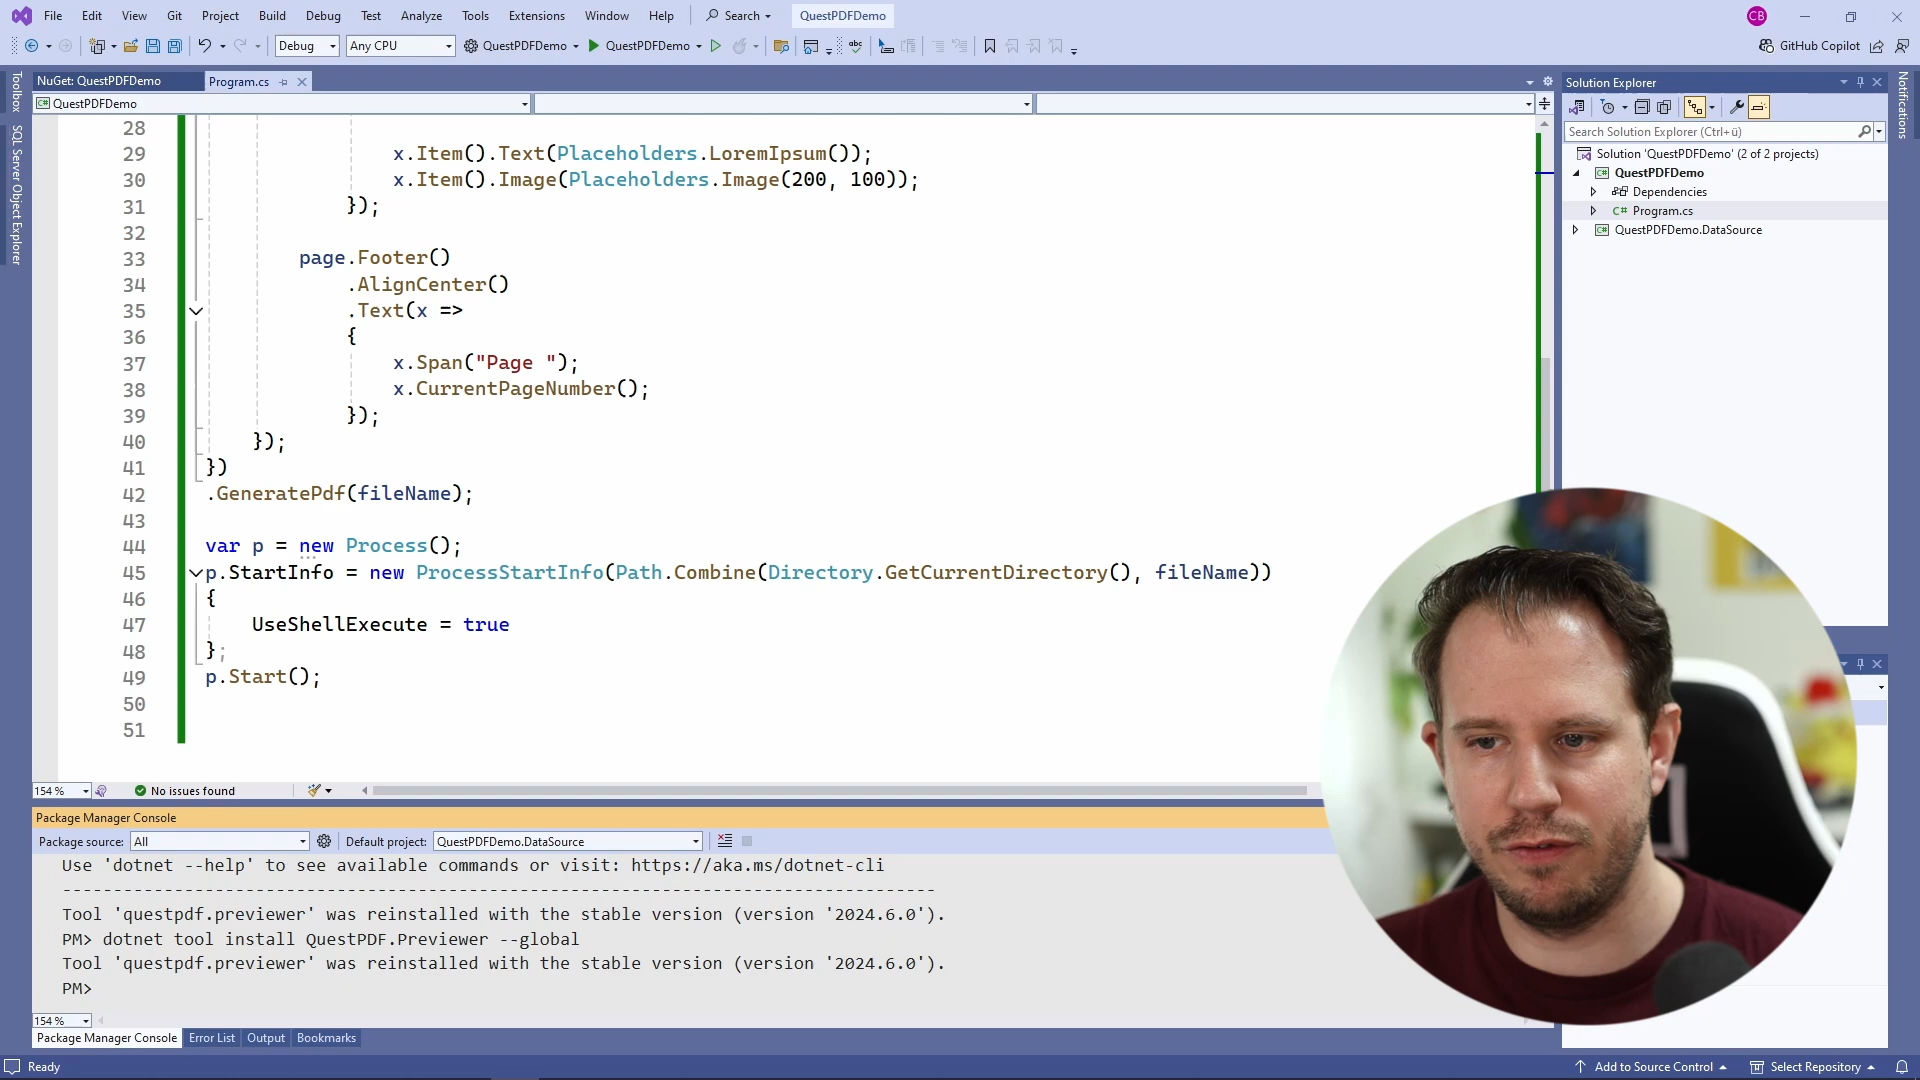 File Edit View Git Project Build Debug Test Analyze Tools Extensions Window Help Search QuestPDFDemo CB
Debug Any CPU QuestPDFDemo QuestPDFDemo abc GitHub Copilot
NuGet: QuestPDFDemo Program.cs
QuestPDFDemo
Toolbox
SQL Server Object Explorer
28
29 x.Item().Text(Placeholders.LoremIpsum());
30 x.Item().Image(Placeholders.Image(200, 100));
31 });
32
33 page.Footer()
34 .AlignCenter()
35 .Text(x =>
36 {
37 x.Span("Page ");
38 x.CurrentPageNumber();
39 });
40 });
41 })
42 .GeneratePdf(fileName);
43
44 var p = new Process();
45 p.StartInfo = new ProcessStartInfo(Path.Combine(Directory.GetCurrentDirectory(), fileName))
46 {
47 UseShellExecute = true
48 };
49 p.Start();
50
51
154 % No issues found
Solution Explorer
Search Solution Explorer (Ctrl+ü)
Solution 'QuestPDFDemo' (2 of 2 projects)
C# QuestPDFDemo
Dependencies
C# Program.cs
C# QuestPDFDemo.DataSource
Notifications
Package Manager Console
Package source: All Default project: QuestPDFDemo.DataSource
Use 'dotnet --help' to see available commands or visit: https://aka.ms/dotnet-cli
--------------------------------------------------------------------------------------
Tool 'questpdf.previewer' was reinstalled with the stable version (version '2024.6.0').
PM> dotnet tool install QuestPDF.Previewer --global
Tool 'questpdf.previewer' was reinstalled with the stable version (version '2024.6.0').
PM>
154 %
Package Manager Console Error List Output Bookmarks
Ready Add to Source Control Select Repository